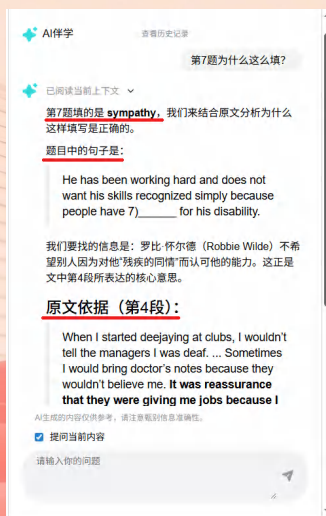 AI伴学
查看历史记录
第7题为什么这么填?
已阅读当前上下文
第7题填的是 sympathy，我们来结合原文分析为什么
这样填写是正确的。
题目中的句子是：
He has been working hard and does not
want his skills recognized simply because
people have 7)______ for his disability.
我们要找的信息是：罗比·怀尔德（Robbie Wilde）不希
望别人因为对他“残疾的同情”而认可他的能力。这正是
文中第4段所表达的核心意思。
原文依据（第4段）：
When I started deejaying at clubs, I wouldn't
tell the managers I was deaf. ... Sometimes
I would bring doctor's notes because they
wouldn't believe me. It was reassurance
that they were giving me jobs because I
AI生成的内容仅供参考，请注意甄别信息准确性。
提问当前内容
请输入你的问题